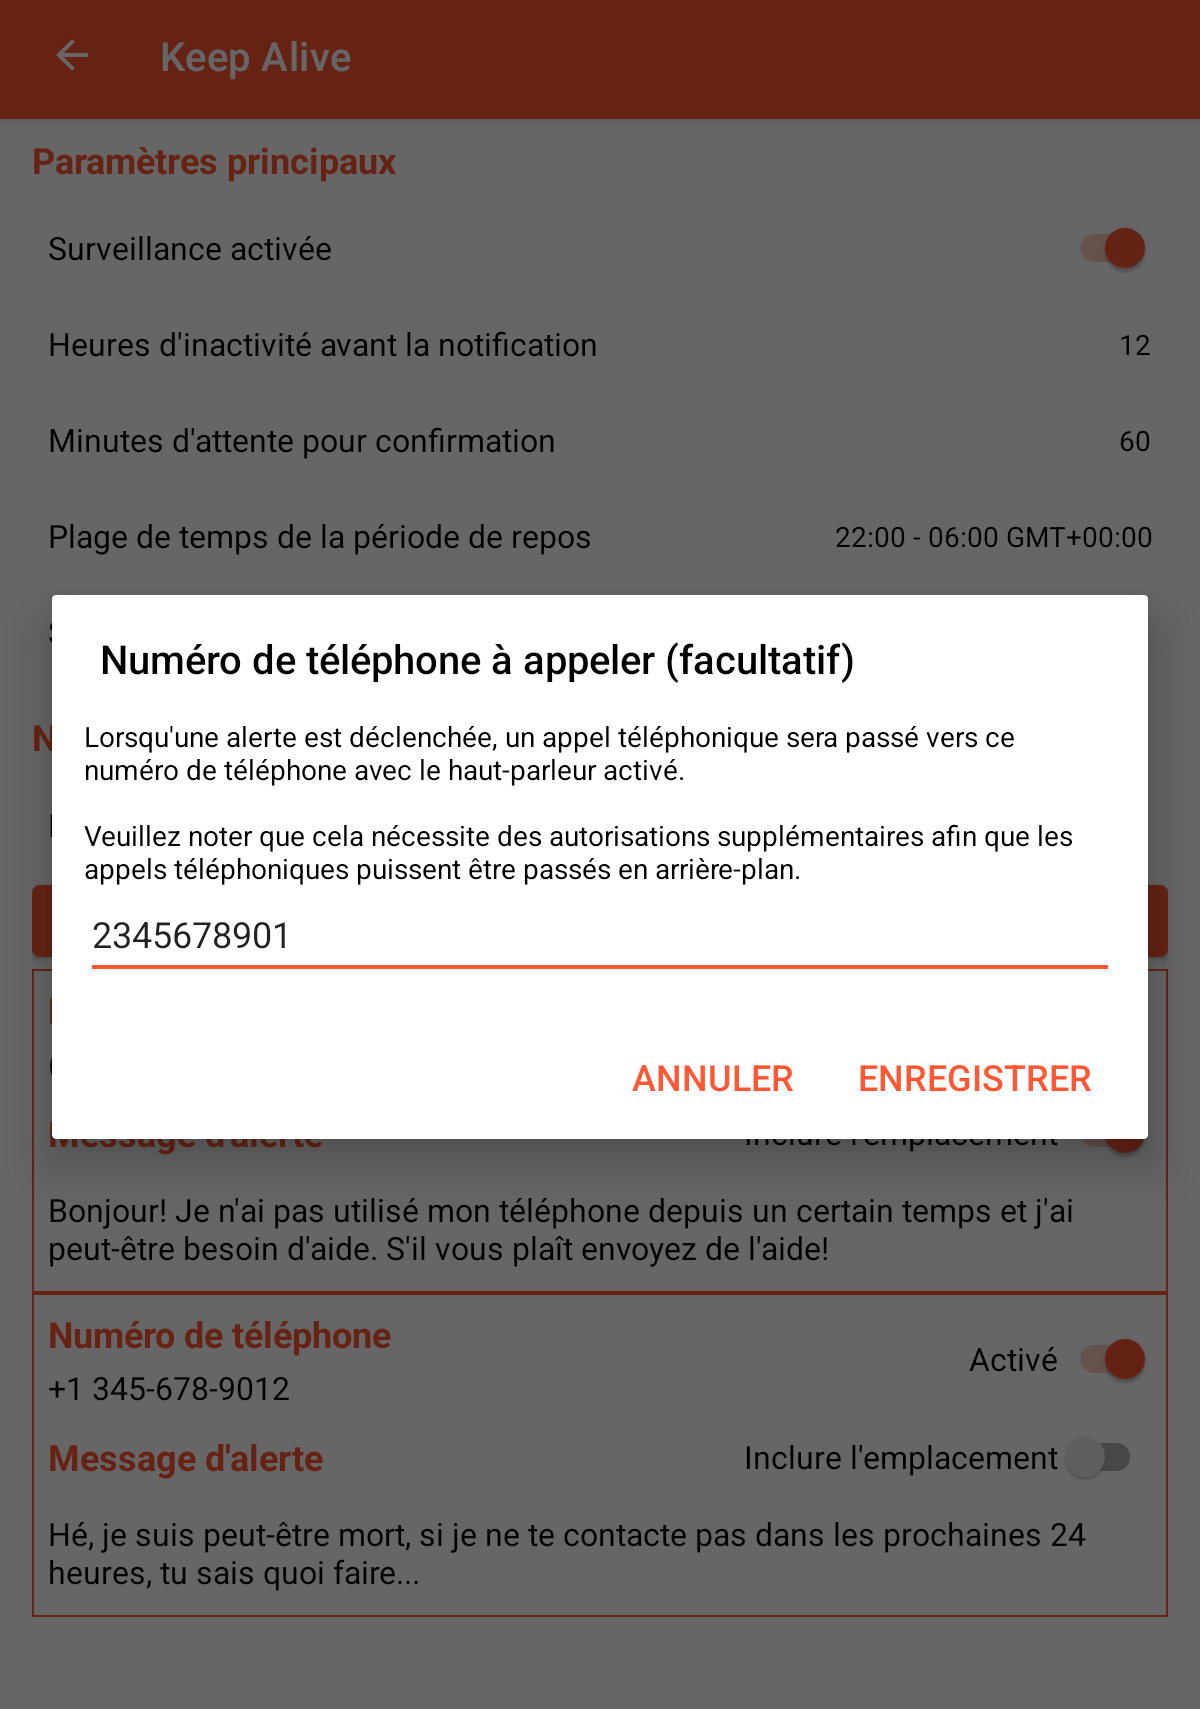 Keep Alive
Paramètres principaux
Surveillance activée
Heures d'inactivité avant la notification 12
Minutes d'attente pour confirmation 60
Plage de temps de la période de repos 22:00 - 06:00 GMT+00:00
Numéro de téléphone à appeler (facultatif)
Lorsqu'une alerte est déclenchée, un appel téléphonique sera passé vers ce
numéro de téléphone avec le haut-parleur activé.
Veuillez noter que cela nécessite des autorisations supplémentaires afin que les
appels téléphoniques puissent être passés en arrière-plan.
2345678901
ANNULER ENREGISTRER
Message d'alerte Inclure l'emplacement
Bonjour! Je n'ai pas utilisé mon téléphone depuis un certain temps et j'ai
peut-être besoin d'aide. S'il vous plaît envoyez de l'aide!
Numéro de téléphone
Activé
+1 345-678-9012
Message d'alerte Inclure l'emplacement
Hé, je suis peut-être mort, si je ne te contacte pas dans les prochaines 24
heures, tu sais quoi faire...